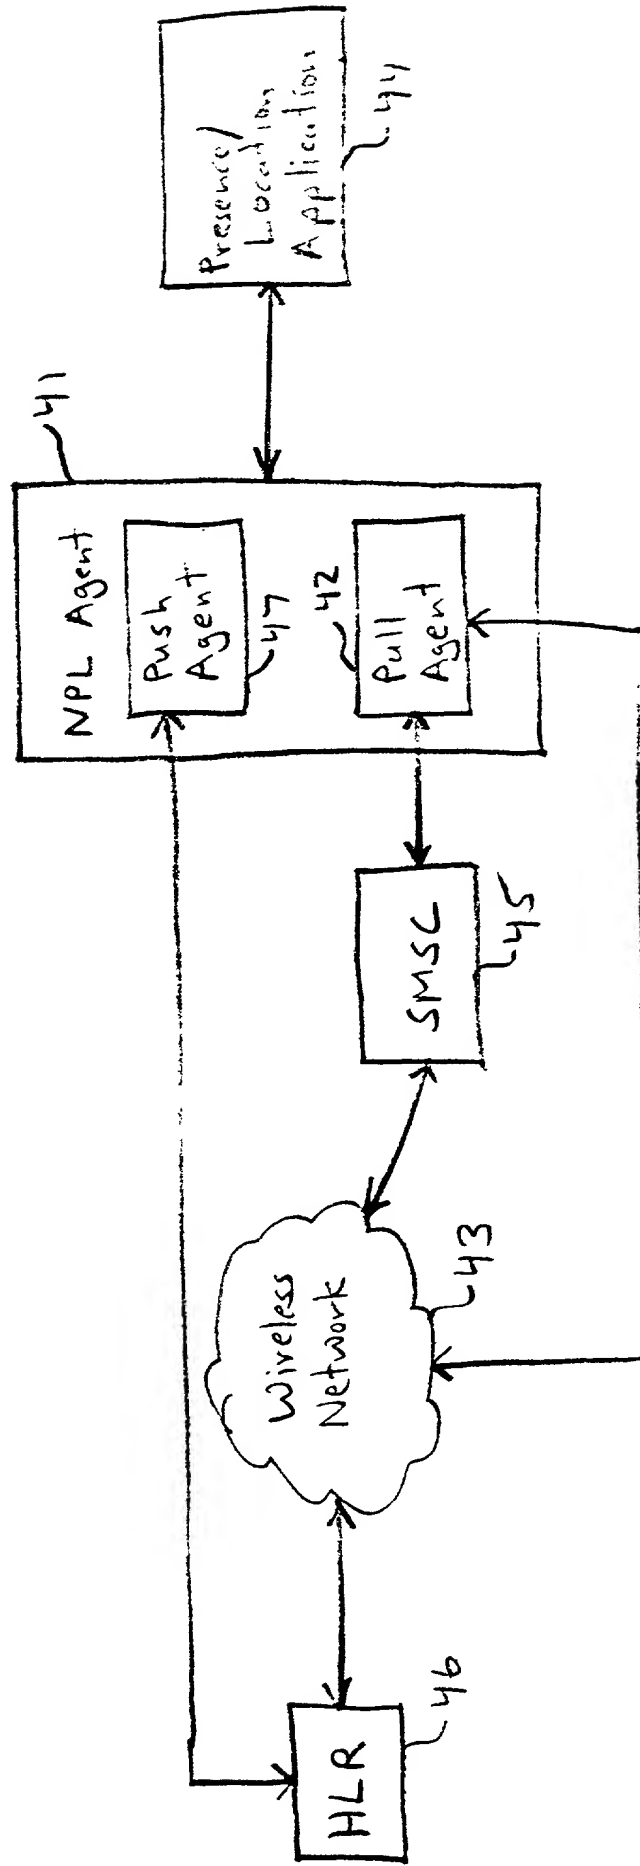 HLR
46
Wireless
Network
43
SMSC
45
NPL Agent
41
Push
Agent
47
42
Pull
Agent
Presence/
Location
Application
44